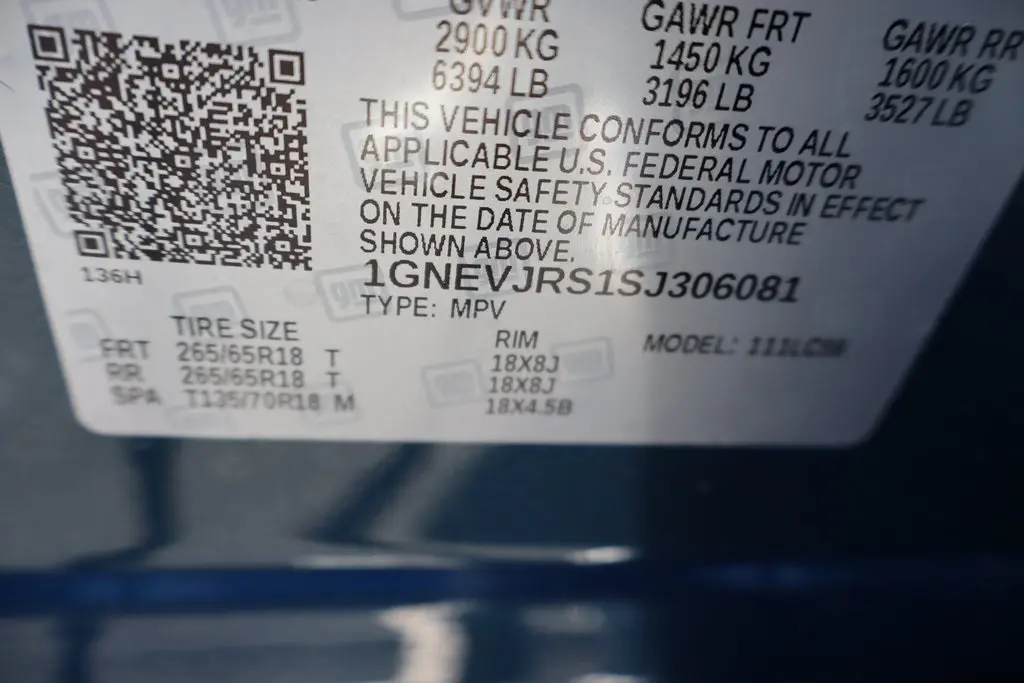 GVWR GAWR FRT GAWR RR
2900 KG 1450 KG 1600 KG
6394 LB 3196 LB 3527 LB
THIS VEHICLE CONFORMS TO ALL
APPLICABLE U.S. FEDERAL MOTOR
VEHICLE SAFETY STANDARDS IN EFFECT
ON THE DATE OF MANUFACTURE
SHOWN ABOVE.
136H
1GNEVJRS1SJ306081
TYPE: MPV
TIRE SIZE RIM MODEL:
FRT 265/65R18 T 18X8J
RR 265/65R18 T 18X8J
SPA T135/70R18 M 18X4.5B